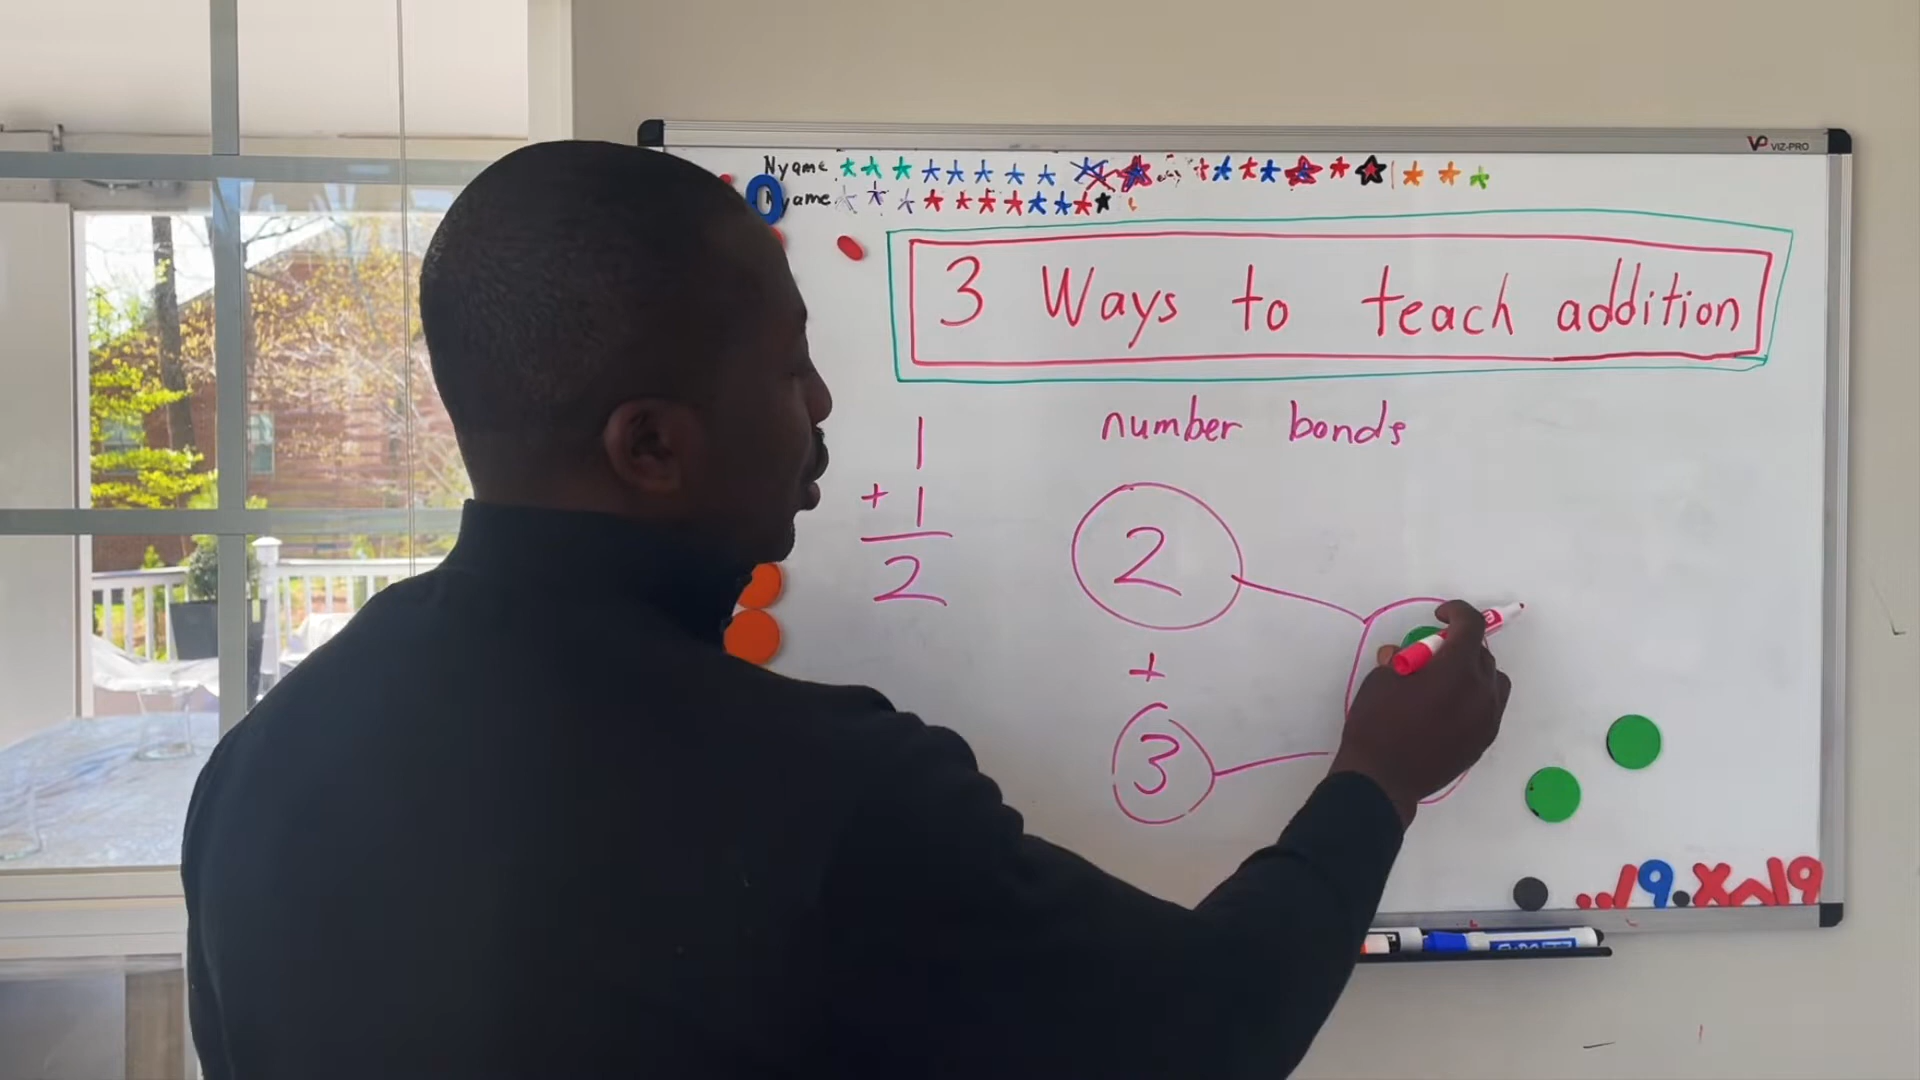 VIZ-PRO
Nyame
Nyame
3 Ways to teach addition
number bonds
1
+ 1
2
2
+
3